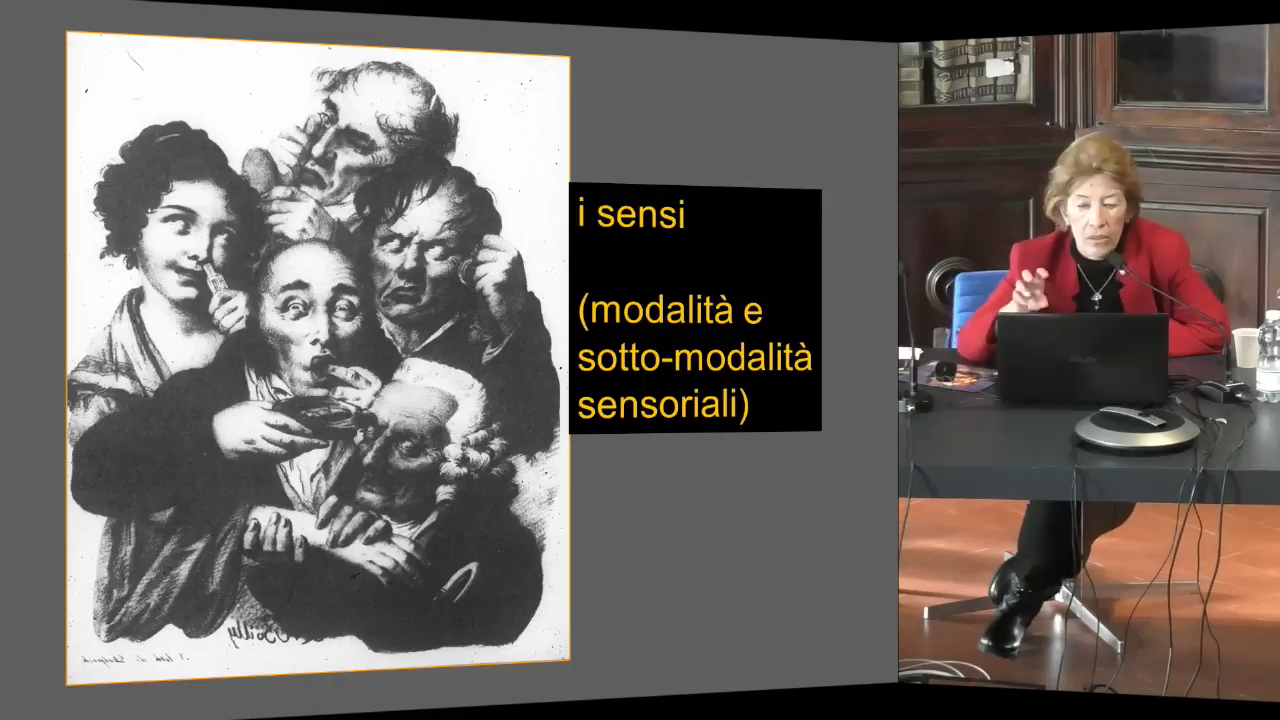 i sensi
(modalità e
sotto-modalità
sensoriali)